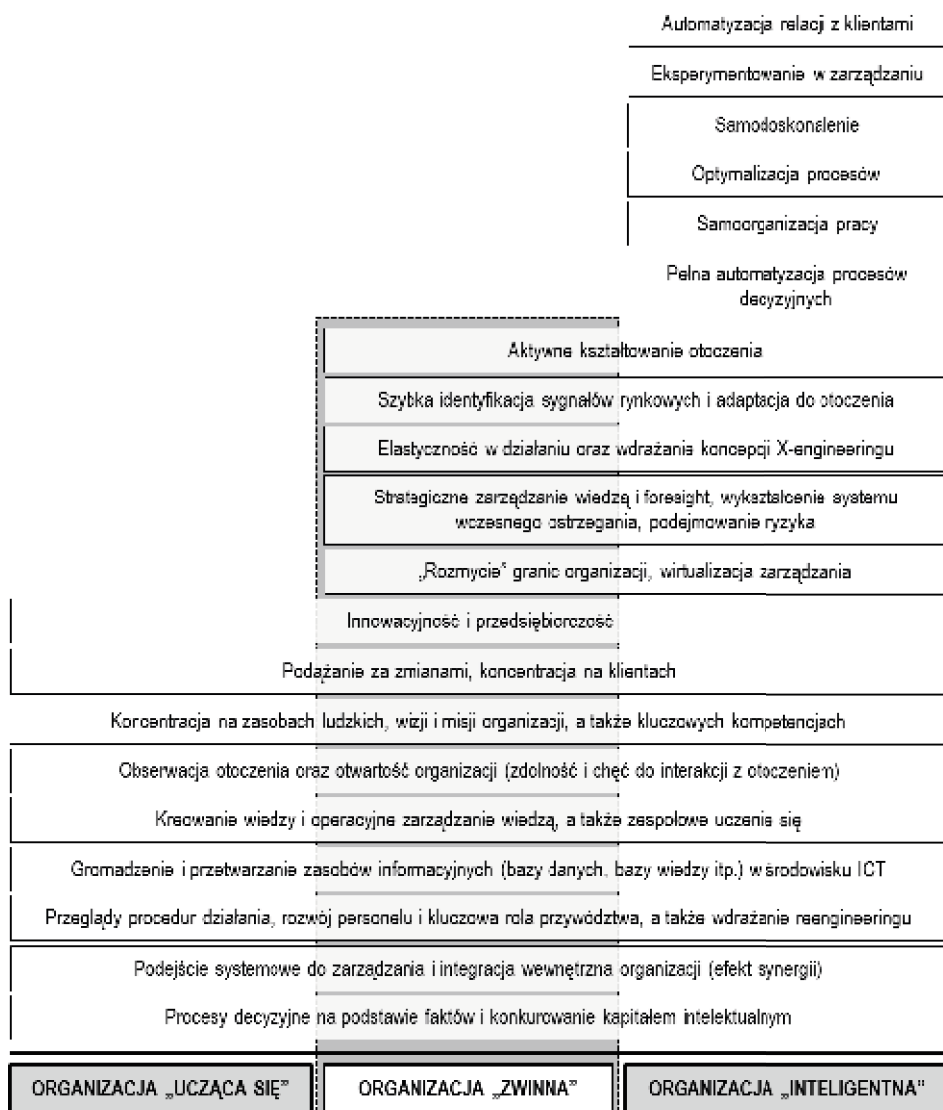 Automatyzacja relacji z klientami
Eksperymentowanie w zarządzaniu
Samodoskonalenie
Optymalizacja procesów
Samoorganizacja pracy
Pełna automatyzacja procesów
decyzyjnych
Aktywne kształtowanie otoczenia
Szybka identyfikacja sygnałów rynkowych i adaptacja do otoczenia
Elastyczność w działaniu oraz wdrażanie koncepcji X-engineeringu
Strategiczne zarządzanie wiedzą i foresight, wykształcenie systemu
wczesnego ostrzegania, podejmowanie ryzyka
„Rozmycie" granic organizacji, wirtualizacja zarządzania
Innowacyjność i przedsiębiorczość
Podążanie za zmianami, koncentracja na klientach
Koncentracja na zasobach ludzkich, wizji i misji organizacji, a także kluczowych kompetencjach
Obserwacja otoczenia oraz otwartość organizacji (zdolność i chęć do interakcji z otoczeniem)
Kreowanie wiedzy i operacyjne zarządzanie wiedzą, a także zespołowe uczenie się
Gromadzenie i przetwarzanie zasobów informacyjnych (bazy danych, bazy wiedzy itp.) w środowisku ICT
Przeglądy procedur działania, rozwój personelu i kluczowa rola przywództwa, a także wdrażanie reengineeringu
Podejście systemowe do zarządzania i integracja wewnętrzna organizacji (efekt synergii)
Procesy decyzyjne na podstawie faktów i konkurowanie kapitałem intelektualnym
ORGANIZACJA „UCZĄCA SIĘ" ORGANIZACJA „ZWINNA" ORGANIZACJA „INTELIGENTNA"